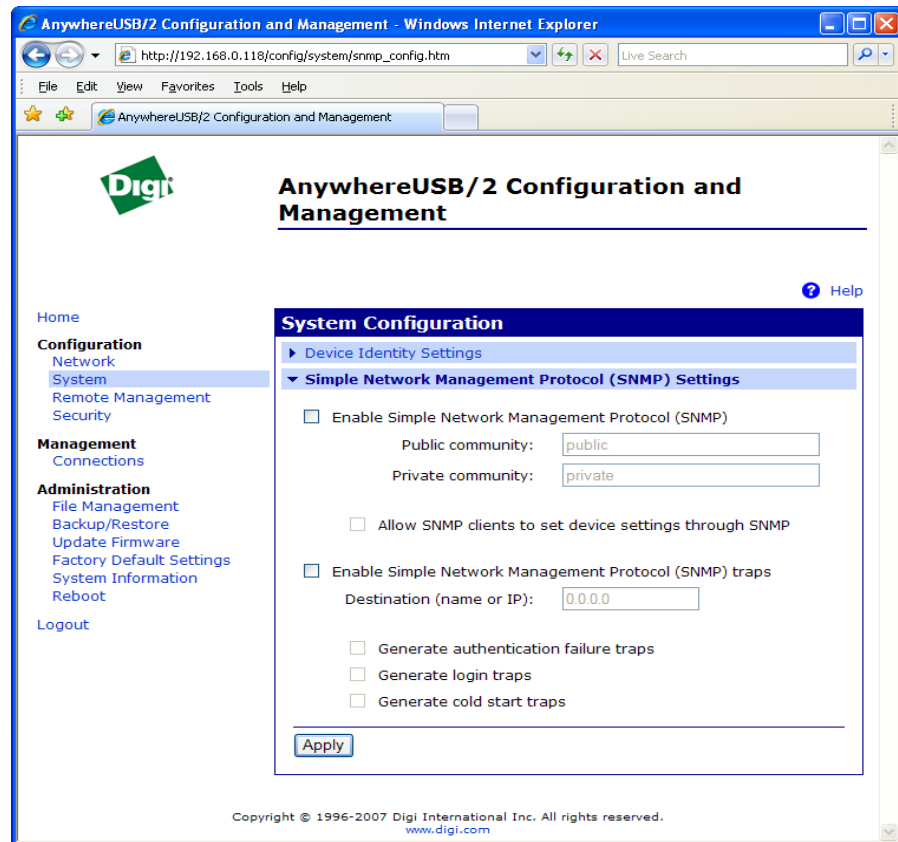 AnywhereUSB/2 Configuration and Management - Windows Internet Explorer
http://192.168.0.118/config/system/snmp_config.htm
Live Search
File Edit View Favorites Tools Help
AnywhereUSB/2 Configuration and Management
Digi
AnywhereUSB/2 Configuration and
Management
? Help
Home
Configuration
Network
System
Remote Management
Security
Management
Connections
Administration
File Management
Backup/Restore
Update Firmware
Factory Default Settings
System Information
Reboot
Logout
System Configuration
Device Identity Settings
Simple Network Management Protocol (SNMP) Settings
Enable Simple Network Management Protocol (SNMP)
Public community: public
Private community: private
Allow SNMP clients to set device settings through SNMP
Enable Simple Network Management Protocol (SNMP) traps
Destination (name or IP): 0.0.0.0
Generate authentication failure traps
Generate login traps
Generate cold start traps
Apply
Copyright © 1996-2007 Digi International Inc. All rights reserved.
www.digi.com